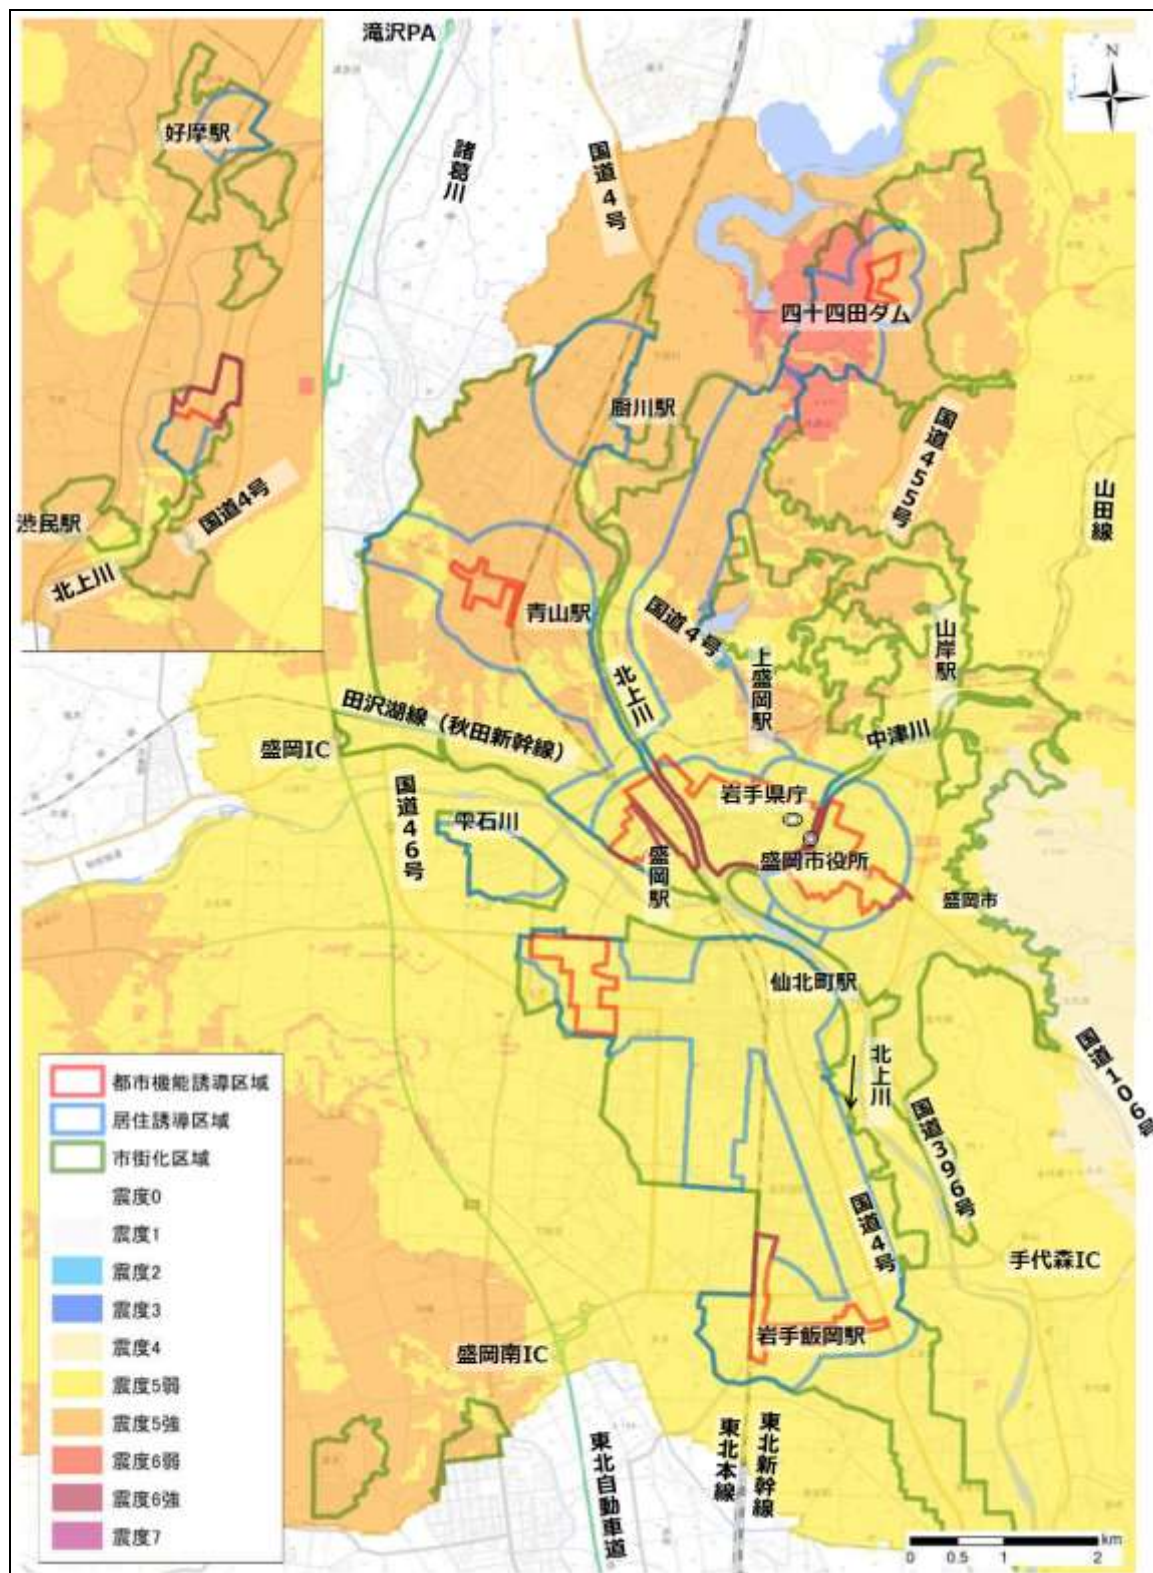 滝沢PA
N
諸葛川
国道4号
好摩駅
四十四田ダム
厨川駅
国道455号
山田線
渋民駅
北上川
国道4号
青山駅
国道4号
上盛岡駅
山岸駅
北上川
中津川
田沢湖線（秋田新幹線）
盛岡IC
国道46号
雫石川
岩手県庁
盛岡駅
盛岡市役所
盛岡市
仙北町駅
北上川
国道106号
国道396号
国道4号
手代森IC
岩手飯岡駅
盛岡南IC
東北自動車道
東北本線
東北新幹線
都市機能誘導区域
居住誘導区域
市街化区域
震度0
震度1
震度2
震度3
震度4
震度5弱
震度5強
震度6弱
震度6強
震度7
km
0 0.5 1 2